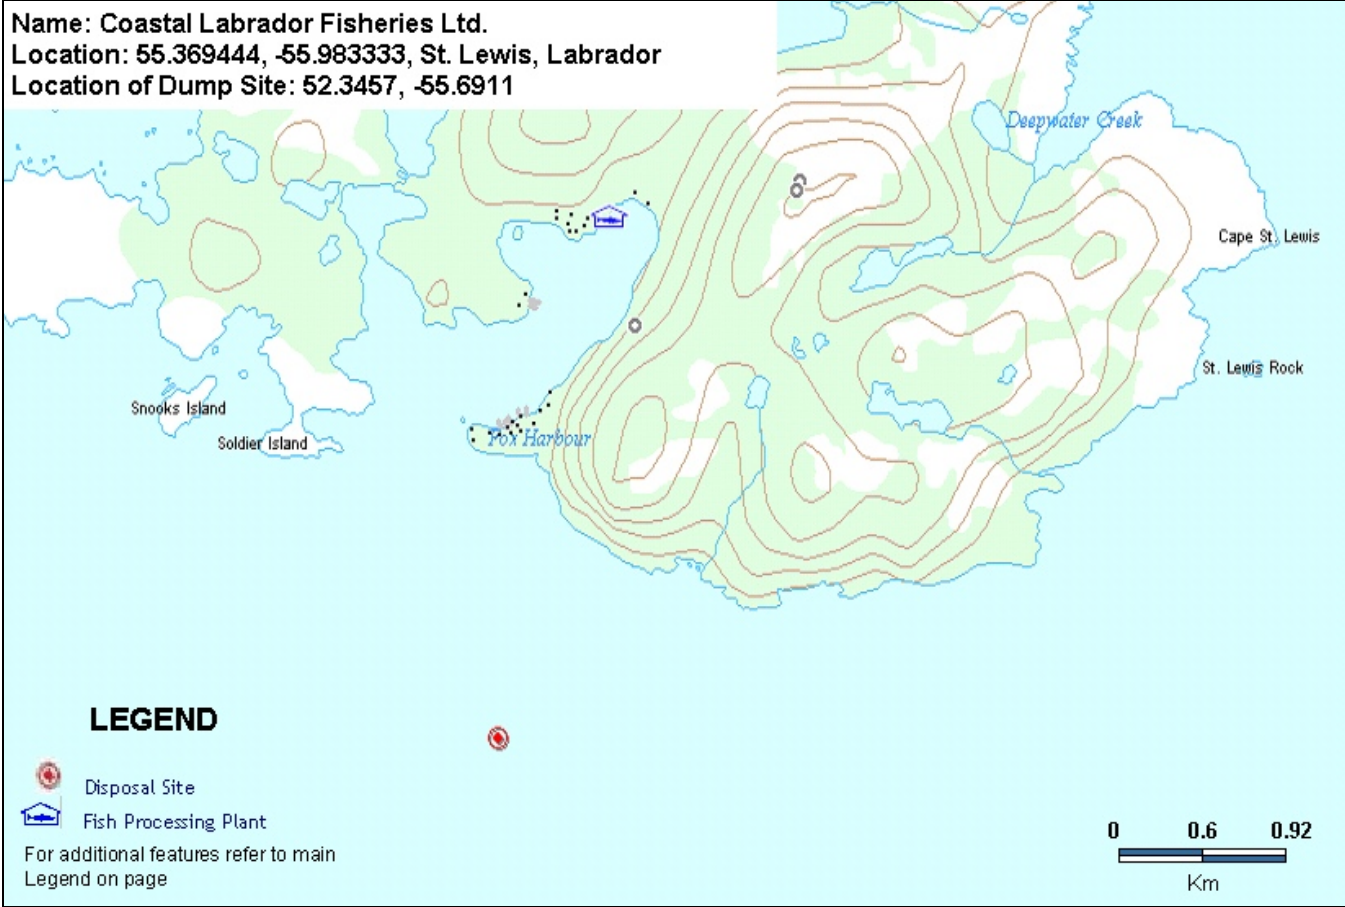 Name: Coastal Labrador Fisheries Ltd.
Location: 55.369444, -55.983333, St. Lewis, Labrador
Location of Dump Site: 52.3457, -55.6911
Deepwater Creek
Cape St. Lewis
St. Lewis Rock
Snooks Island
Soldier Island
Fox Harbour
LEGEND
Disposal Site
Fish Processing Plant
For additional features refer to main
Legend on page
0 0.6 0.92
Km